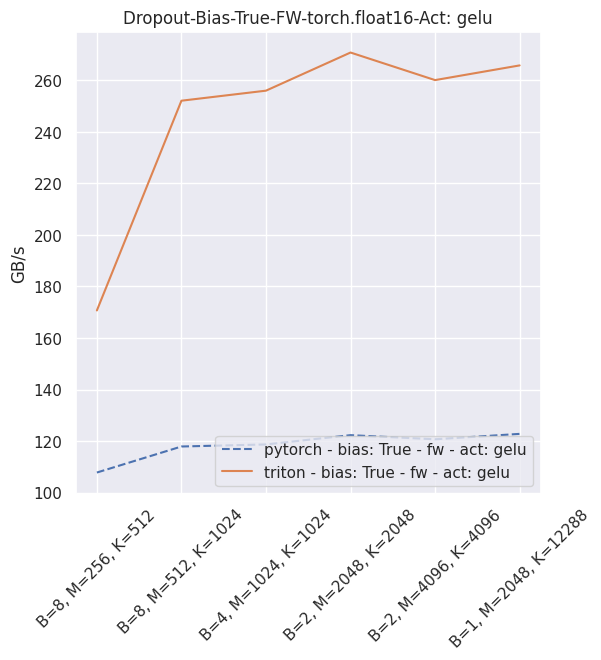 Dropout-Bias-True-FW-torch.float16-Act: gelu
260
240
220
200
180
160
140
120
100
GB/s
pytorch - bias: True - fw - act: gelu
triton - bias: True - fw - act: gelu
B=8, M=256, K=512
B=8, M=512, K=1024
B=4, M=1024, K=1024
B=2, M=2048, K=2048
B=2, M=4096, K=4096
B=1, M=2048, K=12288